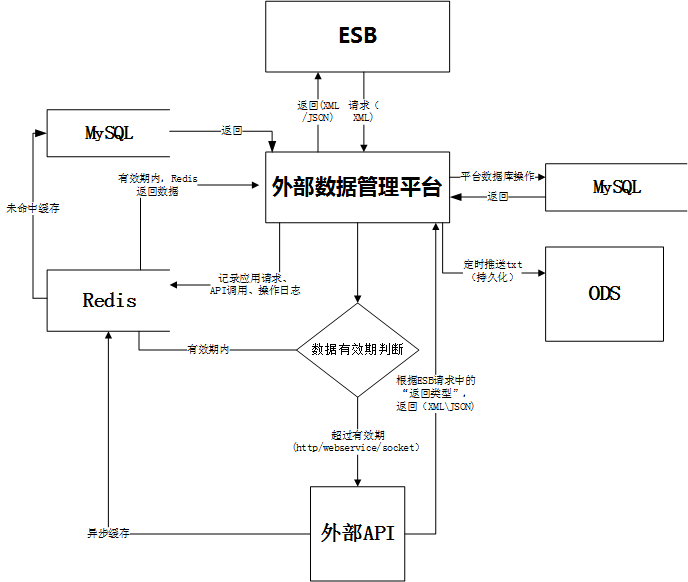 ESB
返回(XML
/JSON)
请求（
XML)
MySQL
返回
外部数据管理平台
平台数据库操作
返回
MySQL
有效期内，Redis
返回数据
未命中缓存
记录应用请求、
API调用、操作日志
定时推送txt
（持久化）
Redis
ODS
有效期内
数据有效期判断
根据ESB请求中的
“返回类型”，
返回（XML\JSON)
超过有效期
(http/webservice/socket）
异步缓存
外部API